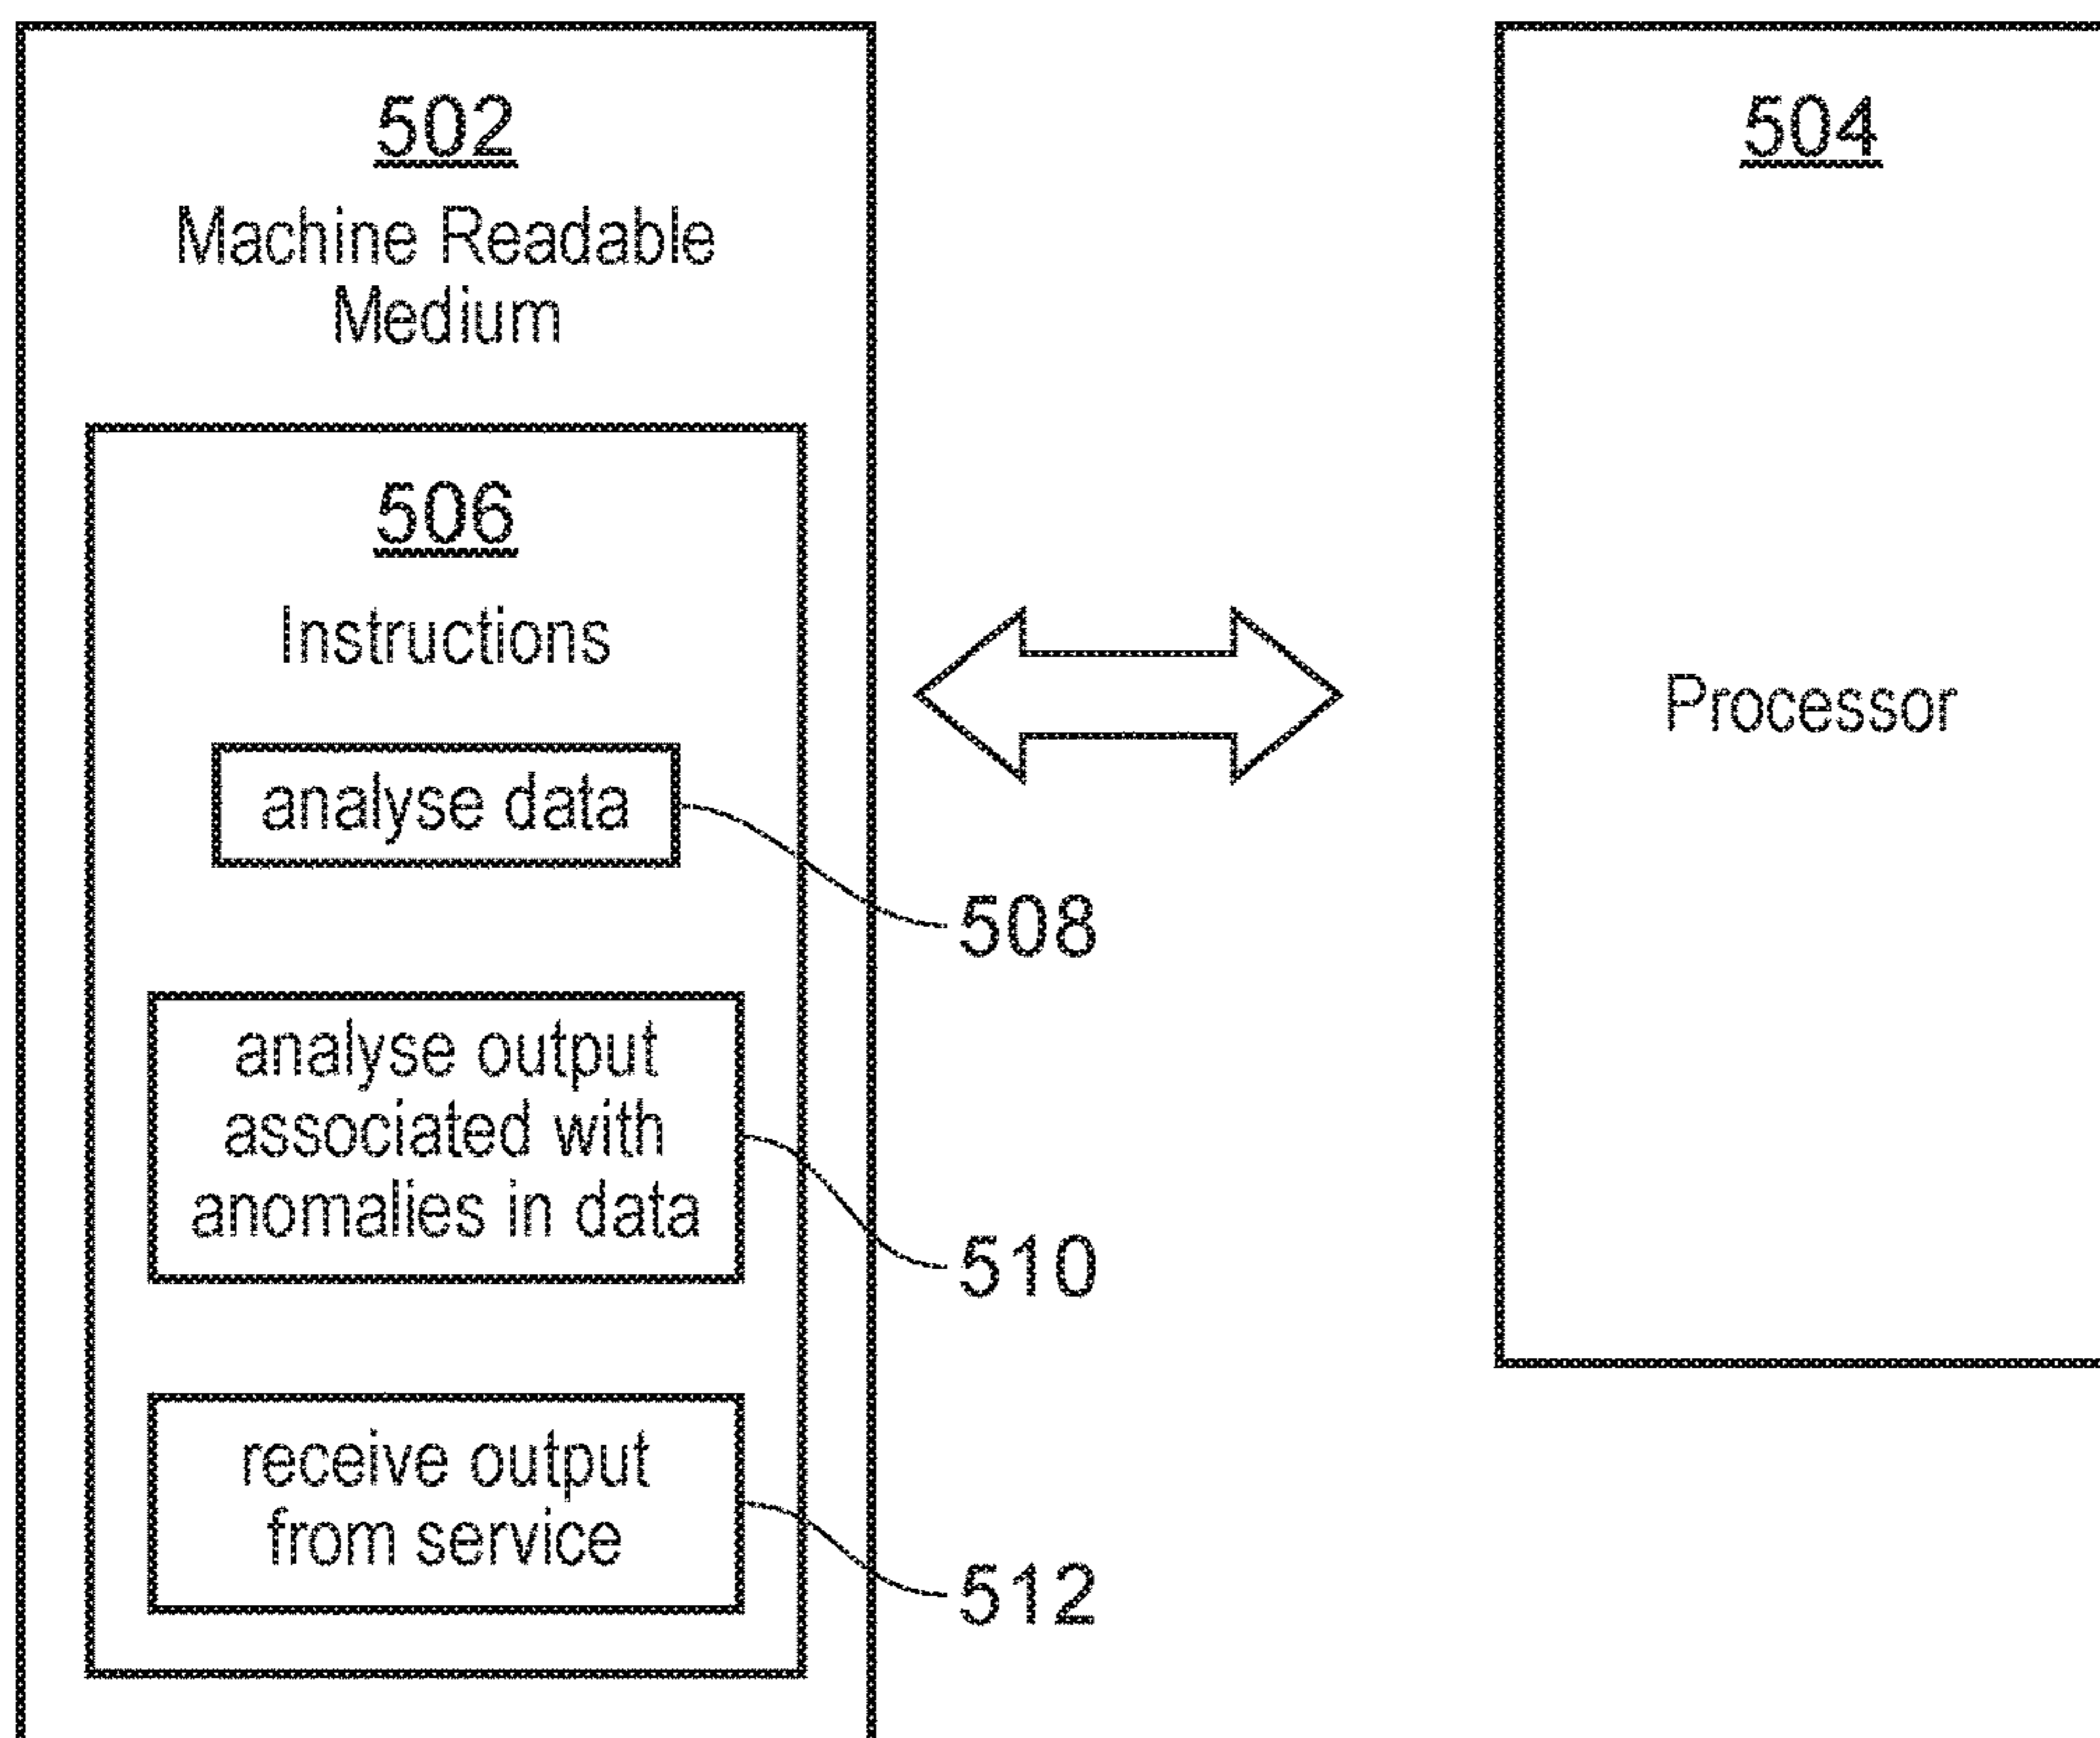 502
Machine Readable
Medium
506
Instructions
analyse data
508
analyse output
associated with
anomalies in data
510
receive output
from service
512
504
Processor